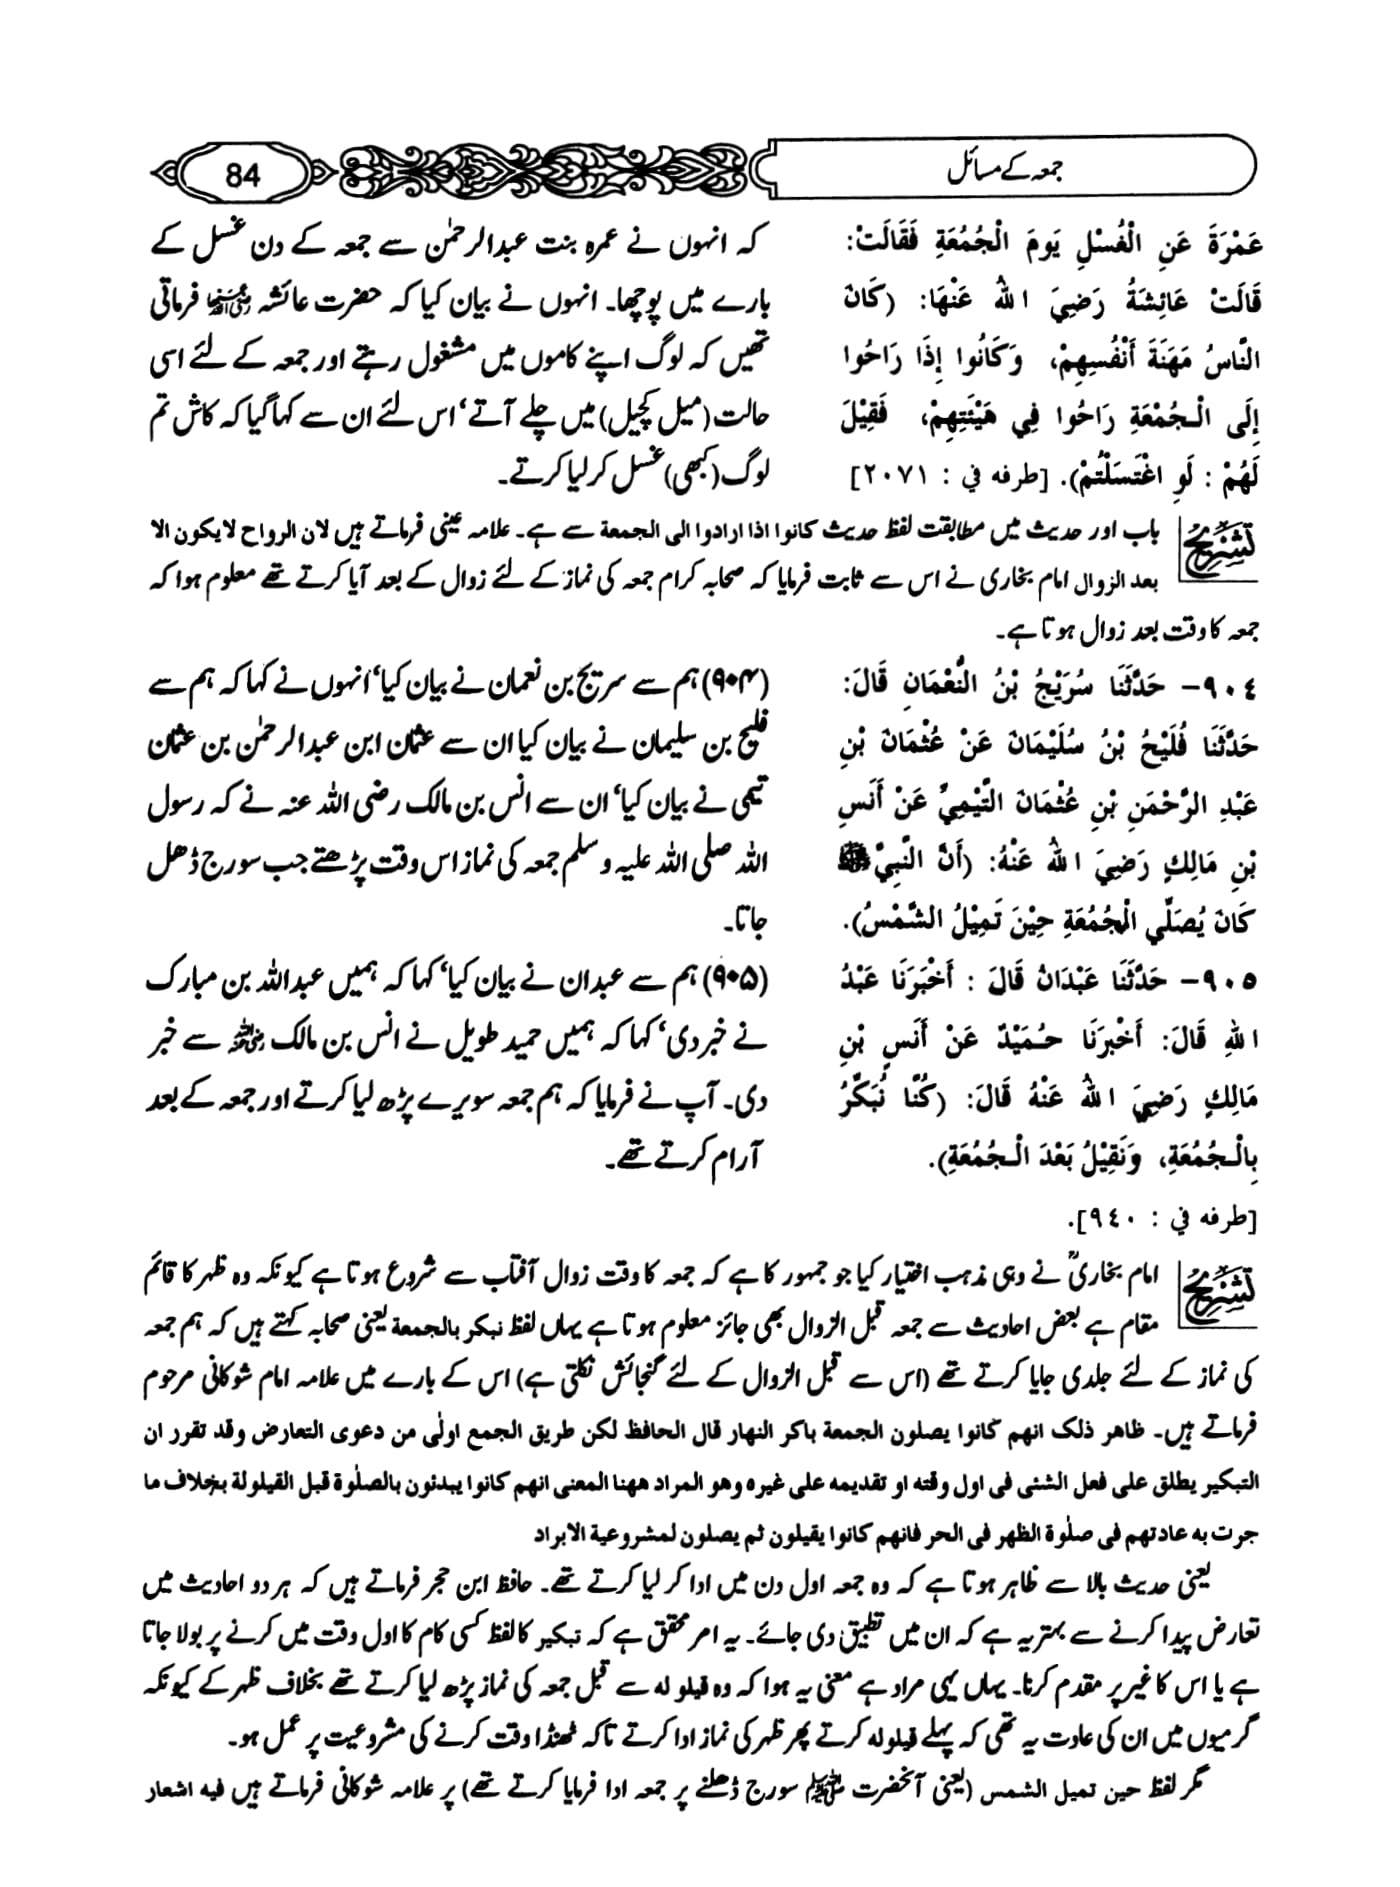 جمعہ کے مسائل
84
عَمْرَةَ عَنِ الْغُسْلِ يَومَ الْجُمُعَةِ فَقَالَتْ:
قَالَتْ عَائِشَةُ رَضِيَ اللهُ عَنْهَا: (كَانَ
النَّاسُ مَهَنَةَ أَنْفُسِهِمْ، وَكَانُوا إِذَا رَاحُوا
إِلَى الْجُمْعَةِ رَاحُوا فِي هَيْئَتِهِمْ، فَقِيْلَ
لَهُمْ : لَوِ اغْتَسَلْتُمْ). [طرفه في : ٢٠٧١]
کہ انہوں نے عمرہ بنت عبدالرحمٰن سے جمعہ کے دن غسل کے
بارے میں پوچھا۔ انہوں نے بیان کیا کہ حضرت عائشہ رضی اللہ عنہا فرماتی
تھیں کہ لوگ اپنے کاموں میں مشغول رہتے اور جمعہ کے لئے اسی
حالت (میل کچیل) میں چلے آتے‘ اس لئے ان سے کہا گیا کہ کاش تم
لوگ (کبھی) غسل کر لیا کرتے۔
تشریح باب اور حدیث میں مطابقت لفظ حدیث کانوا اذا ارادوا الی الجمعة سے ہے۔ علامہ عینی فرماتے ہیں لان الرواح لا یکون الا
بعد الزوال امام بخاری نے اس سے ثابت فرمایا کہ صحابہ کرام جمعہ کی نماز کے لئے زوال کے بعد آیا کرتے تھے معلوم ہوا کہ
جمعہ کا وقت بعد زوال ہوتا ہے۔
٩٠٤- حَدَّثَنَا سُرَيْجُ بْنُ النُّعْمَانِ قَالَ:
حَدَّثَنَا فُلَيْحُ بْنُ سُلَيْمَانَ عَنْ عُثْمَانَ بْنِ
عَبْدِ الرَّحْمَنِ بْنِ عُثْمَانَ التَّيْمِيِّ عَنْ أَنَسِ
بْنِ مَالِكٍ رَضِيَ اللهُ عَنْهُ: (أَنَّ النَّبِيَّ ﷺ
كَانَ يُصَلِّي الْجُمُعَةِ حِيْنَ تَمِيْلُ الشَّمْسُ).
(۹۰۴) ہم سے سریج بن نعمان نے بیان کیا‘ انہوں نے کہا کہ ہم سے
فلیح بن سلیمان نے بیان کیا ان سے عثمان ابن عبدالرحمٰن بن عثمان
تیمی نے بیان کیا‘ ان سے انس بن مالک رضی اللہ عنہ نے کہ رسول
اللہ صلی اللہ علیہ و سلم جمعہ کی نماز اس وقت پڑھتے جب سورج ڈھل
جاتا۔
٩٠٥- حَدَّثَنَا عَبْدَانُ قَالَ : أَخْبَرَنَا عَبْدُ
اللهِ قَالَ: أَخْبَرَنَا حُمَيْدٌ عَنْ أَنَسِ بْنِ
مَالِكٍ رَضِيَ اللهُ عَنْهُ قَالَ: (كُنَّا نُبَكِّرُ
بِالْجُمُعَةِ، وَنَقِيْلُ بَعْدَ الْجُمُعَةِ).
[طرفه في : ٩٤٠].
(۹۰۵) ہم سے عبدان نے بیان کیا‘ کہا کہ ہمیں عبداللہ بن مبارک
نے خبر دی‘ کہا کہ ہمیں حمید طویل نے انس بن مالک رضی اللہ عنہ سے خبر
دی۔ آپ نے فرمایا کہ ہم جمعہ سویرے پڑھ لیا کرتے اور جمعہ کے بعد
آرام کرتے تھے۔
تشریح امام بخاریؒ نے وہی مذہب اختیار کیا جو جمہور کا ہے کہ جمعہ کا وقت زوال آفتاب سے شروع ہوتا ہے کیونکہ وہ ظہر کا قائم
مقام ہے بعض احادیث سے جمعہ قبل الزوال بھی جائز معلوم ہوتا ہے یہاں لفظ نبکر بالجمعة یعنی صحابہ کہتے ہیں کہ ہم جمعہ
کی نماز کے لئے جلدی جایا کرتے تھے (اس سے قبل الزوال کے لئے گنجائش نکلتی ہے) اس کے بارے میں علامہ امام شوکانی مرحوم
فرماتے ہیں۔ ظاهر ذلک انهم کانوا یصلون الجمعة باکر النهار قال الحافظ لکن طریق الجمع اولٰی من دعوی التعارض وقد تقرر ان
التبکیر یطلق علی فعل الشئی فی اول وقته او تقدیمه علی غیره وهو المراد ههنا المعنی انهم کانوا یبدئون بالصلٰوة قبل القیلولة بخلاف ما
جرت به عادتهم فی صلٰوة الظهر فی الحر فانهم کانوا یقیلون ثم یصلون لمشروعیة الابراد
یعنی حدیث بالا سے ظاہر ہوتا ہے کہ وہ جمعہ اول دن میں ادا کر لیا کرتے تھے۔ حافظ ابن حجر فرماتے ہیں کہ ہر دو احادیث میں
تعارض پیدا کرنے سے بہتر یہ ہے کہ ان میں تطبیق دی جائے۔ یہ امر محقق ہے کہ تبکیر کا لفظ کسی کام کا اول وقت میں کرنے پر بولا جاتا
ہے یا اس کا غیر پر مقدم کرنا۔ یہاں یہی مراد ہے معنی یہ ہوا کہ وہ قیلولہ سے قبل جمعہ کی نماز پڑھ لیا کرتے تھے بخلاف ظہر کے کیونکہ
گرمیوں میں ان کی عادت یہ تھی کہ پہلے قیلولہ کرتے پھر ظہر کی نماز ادا کرتے تاکہ ٹھنڈا وقت کرنے کی مشروعیت پر عمل ہو۔
مگر لفظ حین تمیل الشمس (یعنی آنحضرت ﷺ سورج ڈھلنے پر جمعہ ادا فرمایا کرتے تھے) پر علامہ شوکانی فرماتے ہیں فیه اشعار